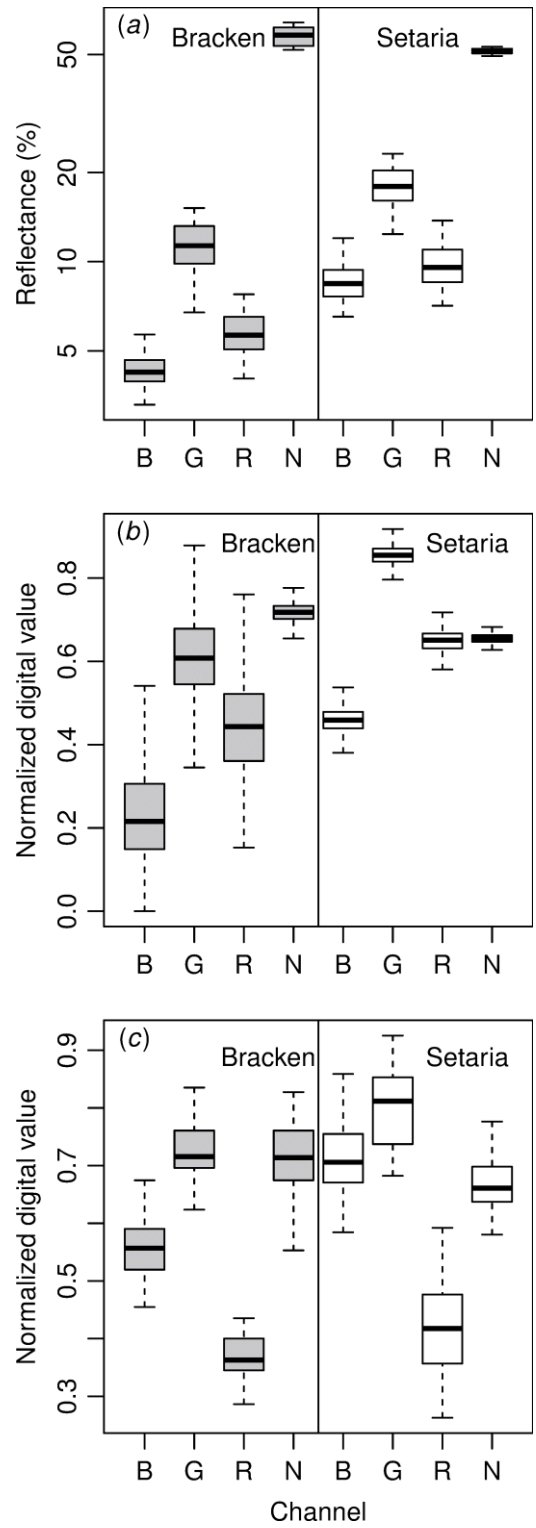 (a)
Bracken
Setaria
Reflectance (%)
50
20
10
5
B G R N B G R N
(b)
Bracken
Setaria
Normalized digital value
0.8
0.6
0.4
0.2
0.0
B G R N B G R N
(c)
Bracken
Setaria
Normalized digital value
0.9
0.7
0.5
0.3
B G R N B G R N
Channel